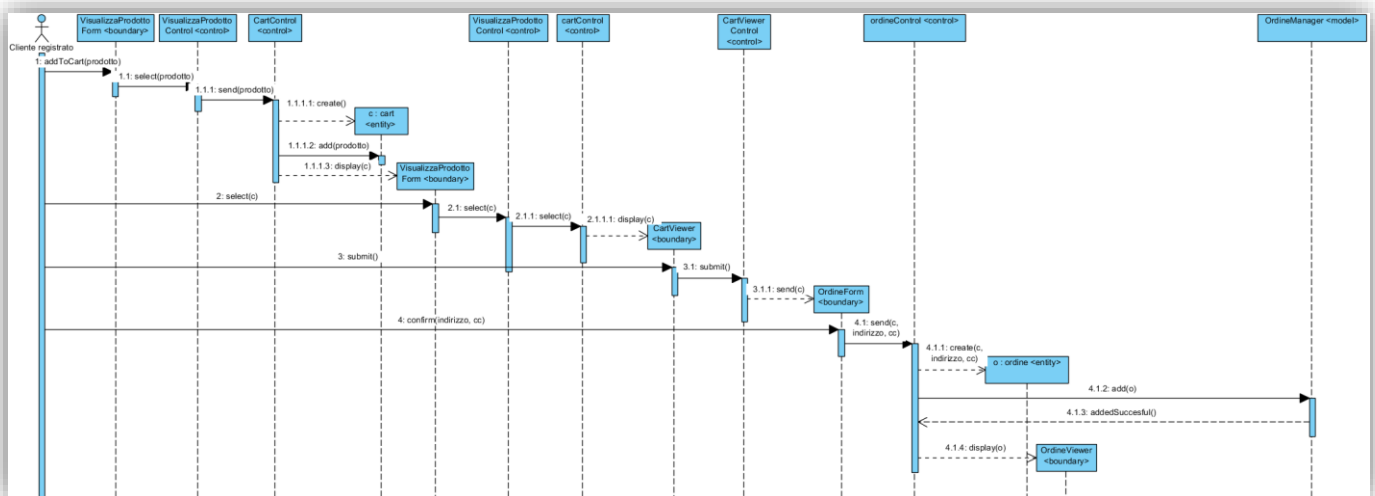 VisualizzaProdotto
Form <boundary>
VisualizzaProdotto
Control <control>
CartControl
<control>
VisualizzaProdotto
Control <control>
cartControl
<control>
CartViewer
Control
<control>
ordineControl <control>
OrdineManager <model>
Cliente registrato
1: addToCart(prodotto)
1.1: select(prodotto)
1.1.1: send(prodotto)
1.1.1.1: create()
c : cart
<entity>
1.1.1.2: add(prodotto)
1.1.1.3: display(c)
VisualizzaProdotto
Form <boundary>
2: select(c)
2.1: select(c)
2.1.1: select(c)
2.1.1.1: display(c)
CartViewer
<boundary>
3: submit()
3.1: submit()
3.1.1: send(c)
OrdineForm
<boundary>
4: confirm(indirizzo, cc)
4.1: send(c,
indirizzo, cc)
4.1.1: create(c,
indirizzo, cc)
o : ordine <entity>
4.1.2: add(o)
4.1.3: addedSuccesful()
4.1.4: display(o)
OrdineViewer
<boundary>